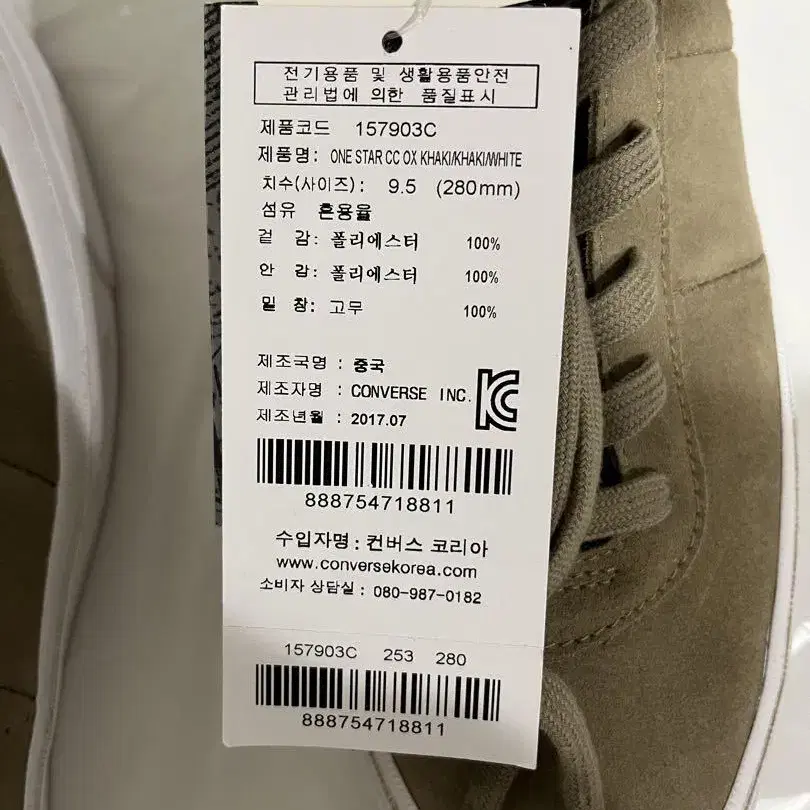 전기용품 및 생활용품안전
관리법에 의한 품질표시
제품코드 157903C
제품명: ONE STAR CC OX KHAKI/KHAKI/WHITE
치수(사이즈): 9.5 (280mm)
섬유 혼용율
겉 감: 폴리에스터 100%
안 감: 폴리에스터 100%
밑 창: 고무 100%
제조국명 : 중국
제조자명 : CONVERSE INC.
제조년월 : 2017.07
888754718811
수입자명: 컨버스 코리아
www.conversekorea.com
소비자 상담실 : 080-987-0182
157903C 253 280
888754718811